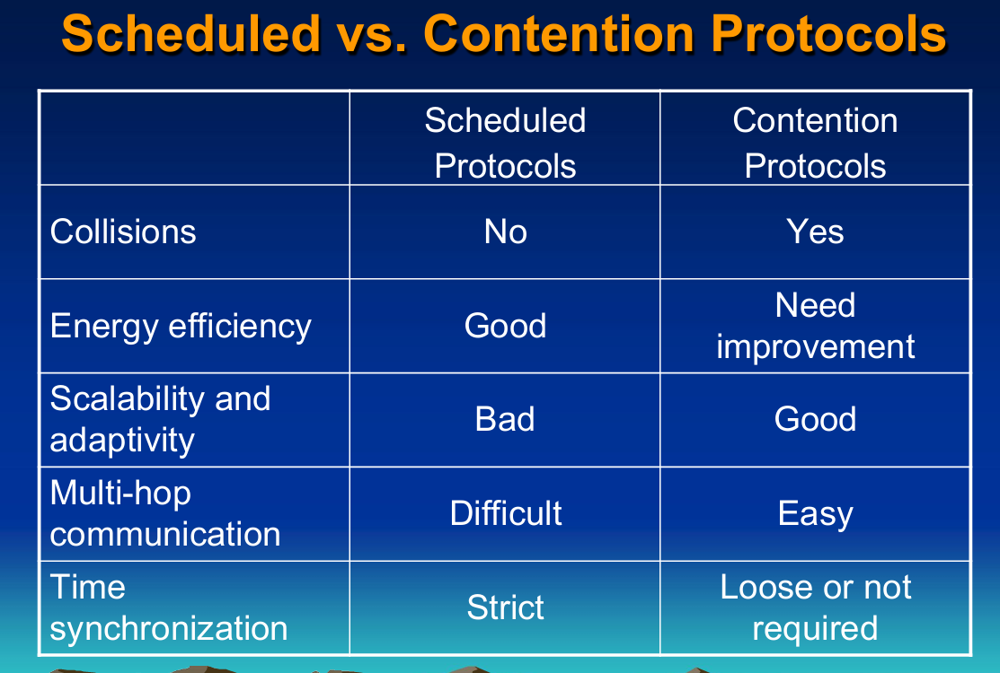 Scheduled vs. Contention Protocols
Scheduled
Protocols
Contention
Protocols
Collisions
No
Yes
Energy efficiency
Good
Need
improvement
Scalability and
adaptivity
Bad
Good
Multi-hop
communication
Difficult
Easy
Time
synchronization
Strict
Loose or not
required